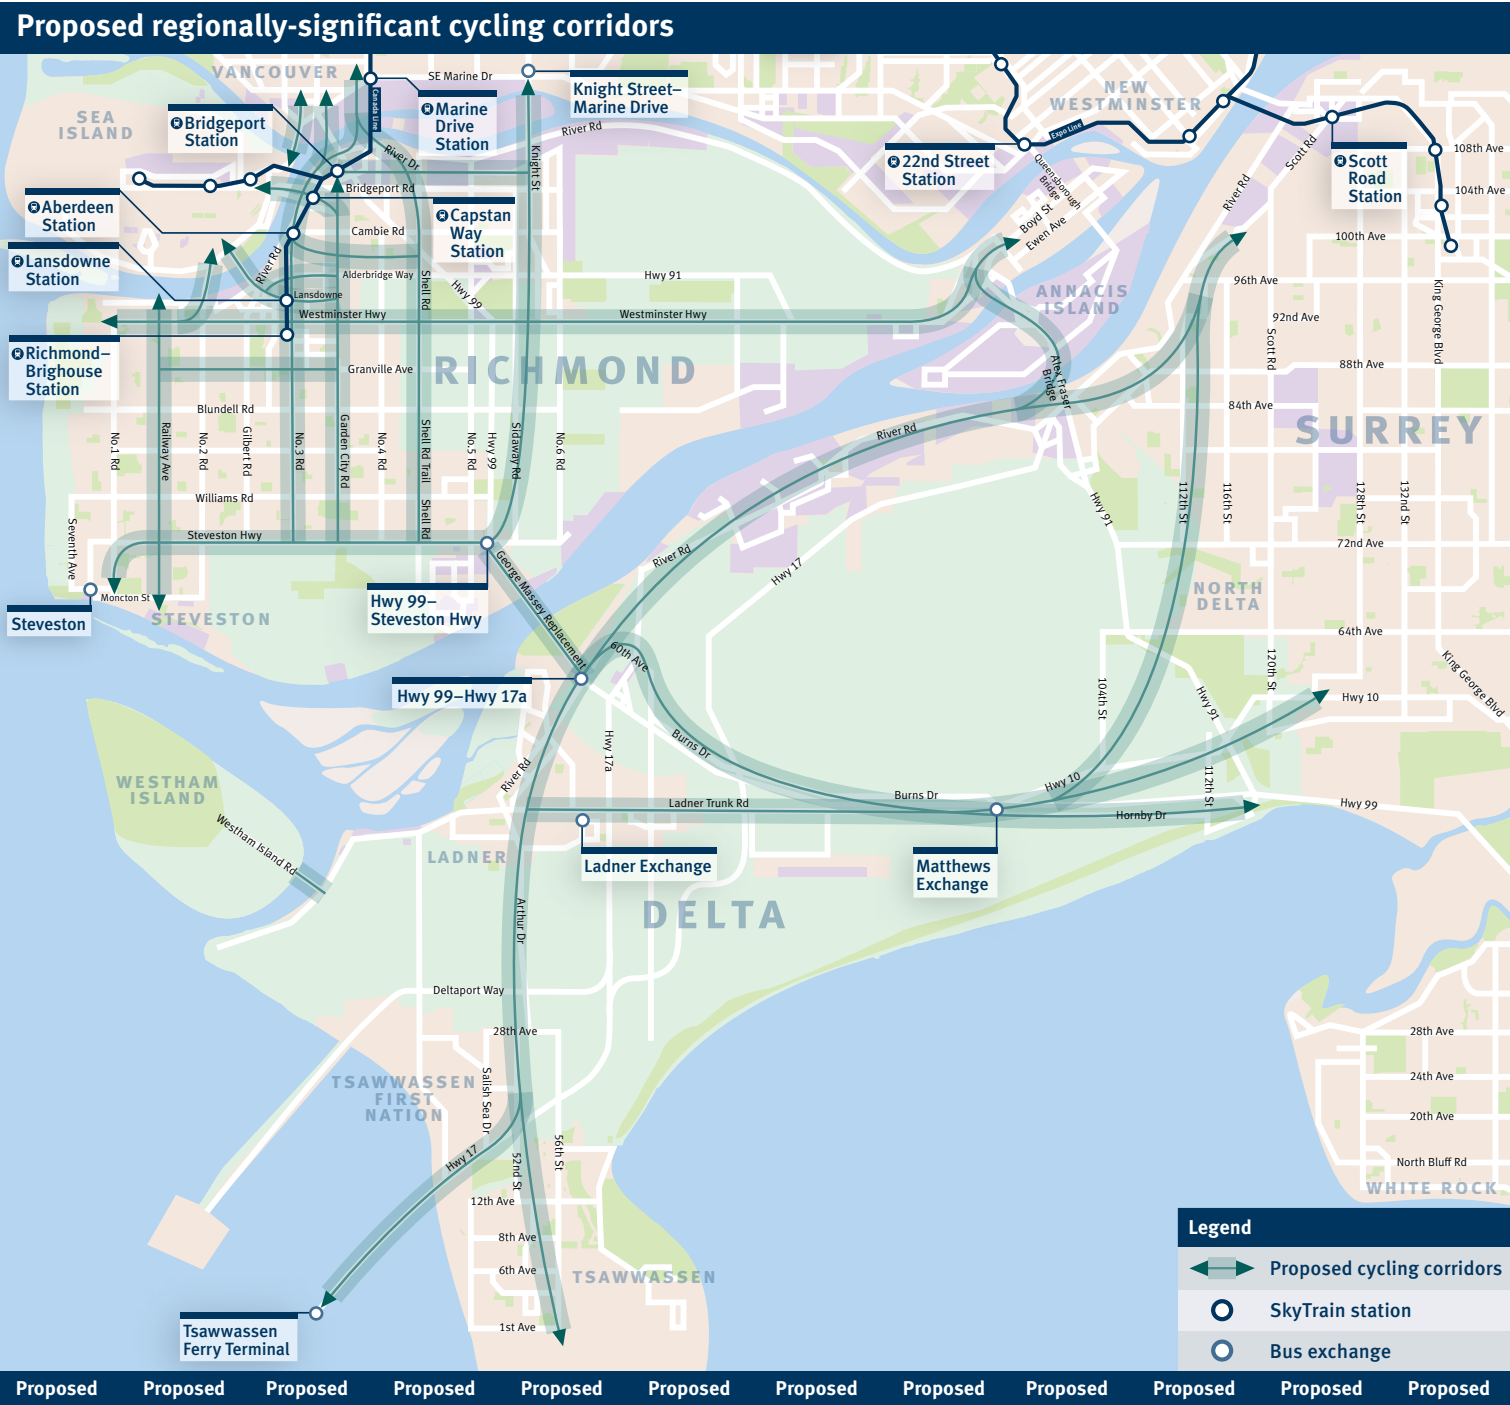 Proposed regionally-significant cycling corridors
VANCOUVER
SE Marine Dr
Knight Street–
Marine Drive
NEW
WESTMINSTER
SEA
ISLAND
Canada Line
Bridgeport
Station
Marine
Drive
Station
River Rd
Expo Line
22nd Street
Station
Scott Rd
Scott
Road
Station
108th Ave
104th Ave
River Dr
Knight St
Queensborough
Bridge
River Rd
Bridgeport Rd
Aberdeen
Station
Capstan
Way
Station
Boyd St
Ewen Ave
Cambie Rd
100th Ave
Lansdowne
Station
River Rd
Alderbridge Way
Shell Rd
Hwy 99
Hwy 91
96th Ave
ANNACIS
ISLAND
King George Blvd
Lansdowne
Westminster Hwy
Westminster Hwy
92nd Ave
Scott Rd
Richmond–
Brighouse
Station
RICHMOND
Granville Ave
Alex Fraser
Bridge
88th Ave
Blundell Rd
84th Ave
SURREY
River Rd
No.1 Rd
Railway Ave
No.2 Rd
Gilbert Rd
No.3 Rd
Garden City Rd
No.4 Rd
Shell Rd Trail
No.5 Rd
Hwy 99
Sidaway Rd
No.6 Rd
Williams Rd
Shell Rd
Hwy 91
112th St
116th St
128th St
132nd St
Seventh Ave
Steveston Hwy
72nd Ave
River Rd
Hwy 17
George Massey Replacement
Moncton St
STEVESTON
Steveston
Hwy 99–
Steveston Hwy
NORTH
DELTA
64th Ave
60th Ave
120th St
King George Blvd
Hwy 99–Hwy 17a
104th St
Hwy 91
Hwy 10
Hwy 17a
Burns Dr
WESTHAM
ISLAND
River Rd
Hwy 10
112th St
Burns Dr
Ladner Trunk Rd
Hornby Dr
Hwy 99
Westham Island Rd
LADNER
Ladner Exchange
Matthews
Exchange
DELTA
Arthur Dr
Deltaport Way
28th Ave
28th Ave
TSAWWASSEN
FIRST
NATION
Salish Sea Dr
24th Ave
20th Ave
Hwy 17
52nd St
56th St
North Bluff Rd
WHITE ROCK
12th Ave
8th Ave
6th Ave
TSAWWASSEN
1st Ave
Tsawwassen
Ferry Terminal
Legend
Proposed cycling corridors
SkyTrain station
Bus exchange
Proposed Proposed Proposed Proposed Proposed Proposed Proposed Proposed Proposed Proposed Proposed Proposed